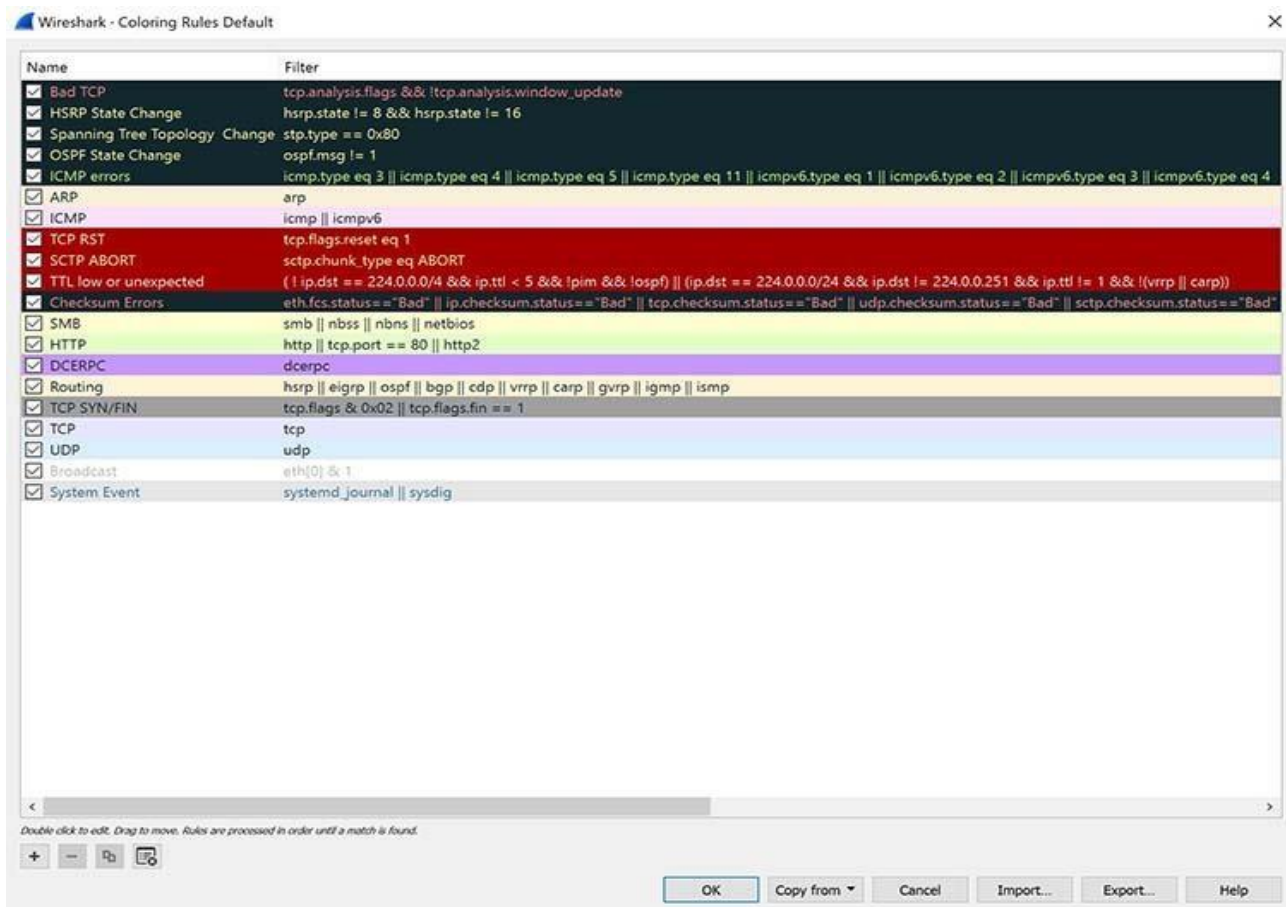 Wireshark · Coloring Rules Default
Name Filter
Bad TCP tcp.analysis.flags && !tcp.analysis.window_update
HSRP State Change hsrp.state != 8 && hsrp.state != 16
Spanning Tree Topology Change stp.type == 0x80
OSPF State Change ospf.msg != 1
ICMP errors icmp.type eq 3 || icmp.type eq 4 || icmp.type eq 5 || icmp.type eq 11 || icmpv6.type eq 1 || icmpv6.type eq 2 || icmpv6.type eq 3 || icmpv6.type eq 4
ARP arp
ICMP icmp || icmpv6
TCP RST tcp.flags.reset eq 1
SCTP ABORT sctp.chunk_type eq ABORT
TTL low or unexpected ( ! ip.dst == 224.0.0.0/4 && ip.ttl < 5 && !pim && !ospf) || (ip.dst == 224.0.0.0/24 && ip.dst != 224.0.0.251 && ip.ttl != 1 && !(vrrp || carp))
Checksum Errors eth.fcs.status=="Bad" || ip.checksum.status=="Bad" || tcp.checksum.status=="Bad" || udp.checksum.status=="Bad" || sctp.checksum.status=="Bad"
SMB smb || nbss || nbns || netbios
HTTP http || tcp.port == 80 || http2
DCERPC dcerpc
Routing hsrp || eigrp || ospf || bgp || cdp || vrrp || carp || gvrp || igmp || ismp
TCP SYN/FIN tcp.flags & 0x02 || tcp.flags.fin == 1
TCP tcp
UDP udp
Broadcast eth[0] & 1
System Event systemd_journal || sysdig
Double click to edit. Drag to move. Rules are processed in order until a match is found.
OK Copy from Cancel Import... Export... Help